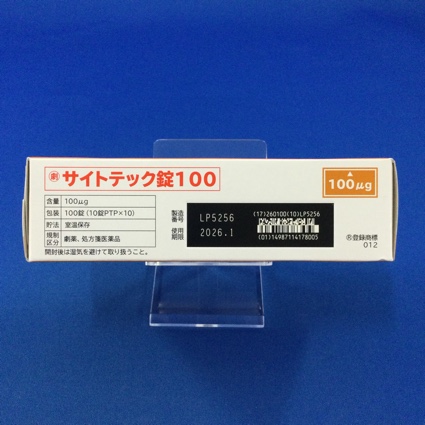 劇 サイトテック錠100
含量 100μg
包装 100錠(10錠PTP×10)
貯法 室温保存
規制区分 劇薬、処方箋医薬品
開封後は湿気を避けて取り扱うこと。
製造番号 LP5256
使用期限 2026.1
(17)260100(10)LP5256
(01)14987114178005
100μg
Ⓡ登録商標
012